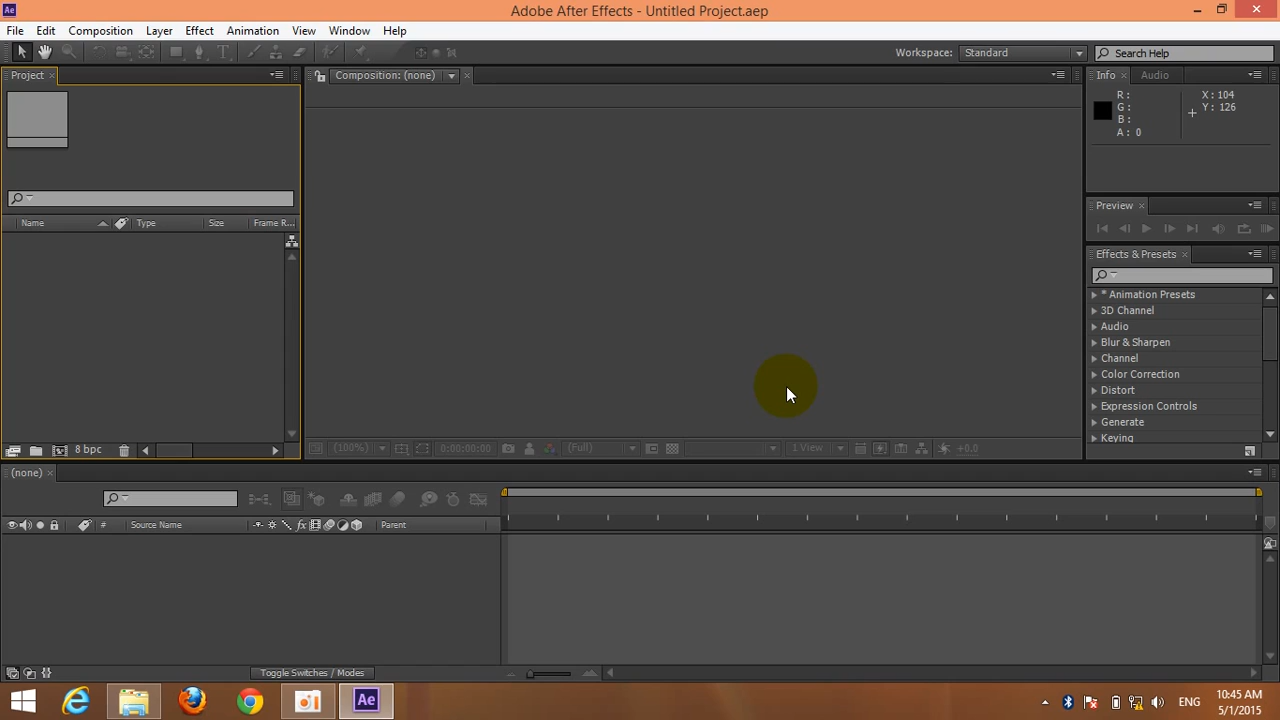 Ae Adobe After Effects - Untitled Project.aep
File Edit Composition Layer Effect Animation View Window Help
T Workspace: Standard Search Help
Project Composition: (none) Info Audio
R : X : 104
G : Y : 126
B :
A : 0
Preview
Name Type Size Frame R...
Effects & Presets
* Animation Presets
3D Channel
Audio
Blur & Sharpen
Channel
Color Correction
Distort
Expression Controls
Generate
Keying
8 bpc (100%) 0:00:00:00 (Full) 1 View +0.0
(none)
# Source Name fx Parent
Toggle Switches / Modes
Ae ENG 10:45 AM
5/1/2015